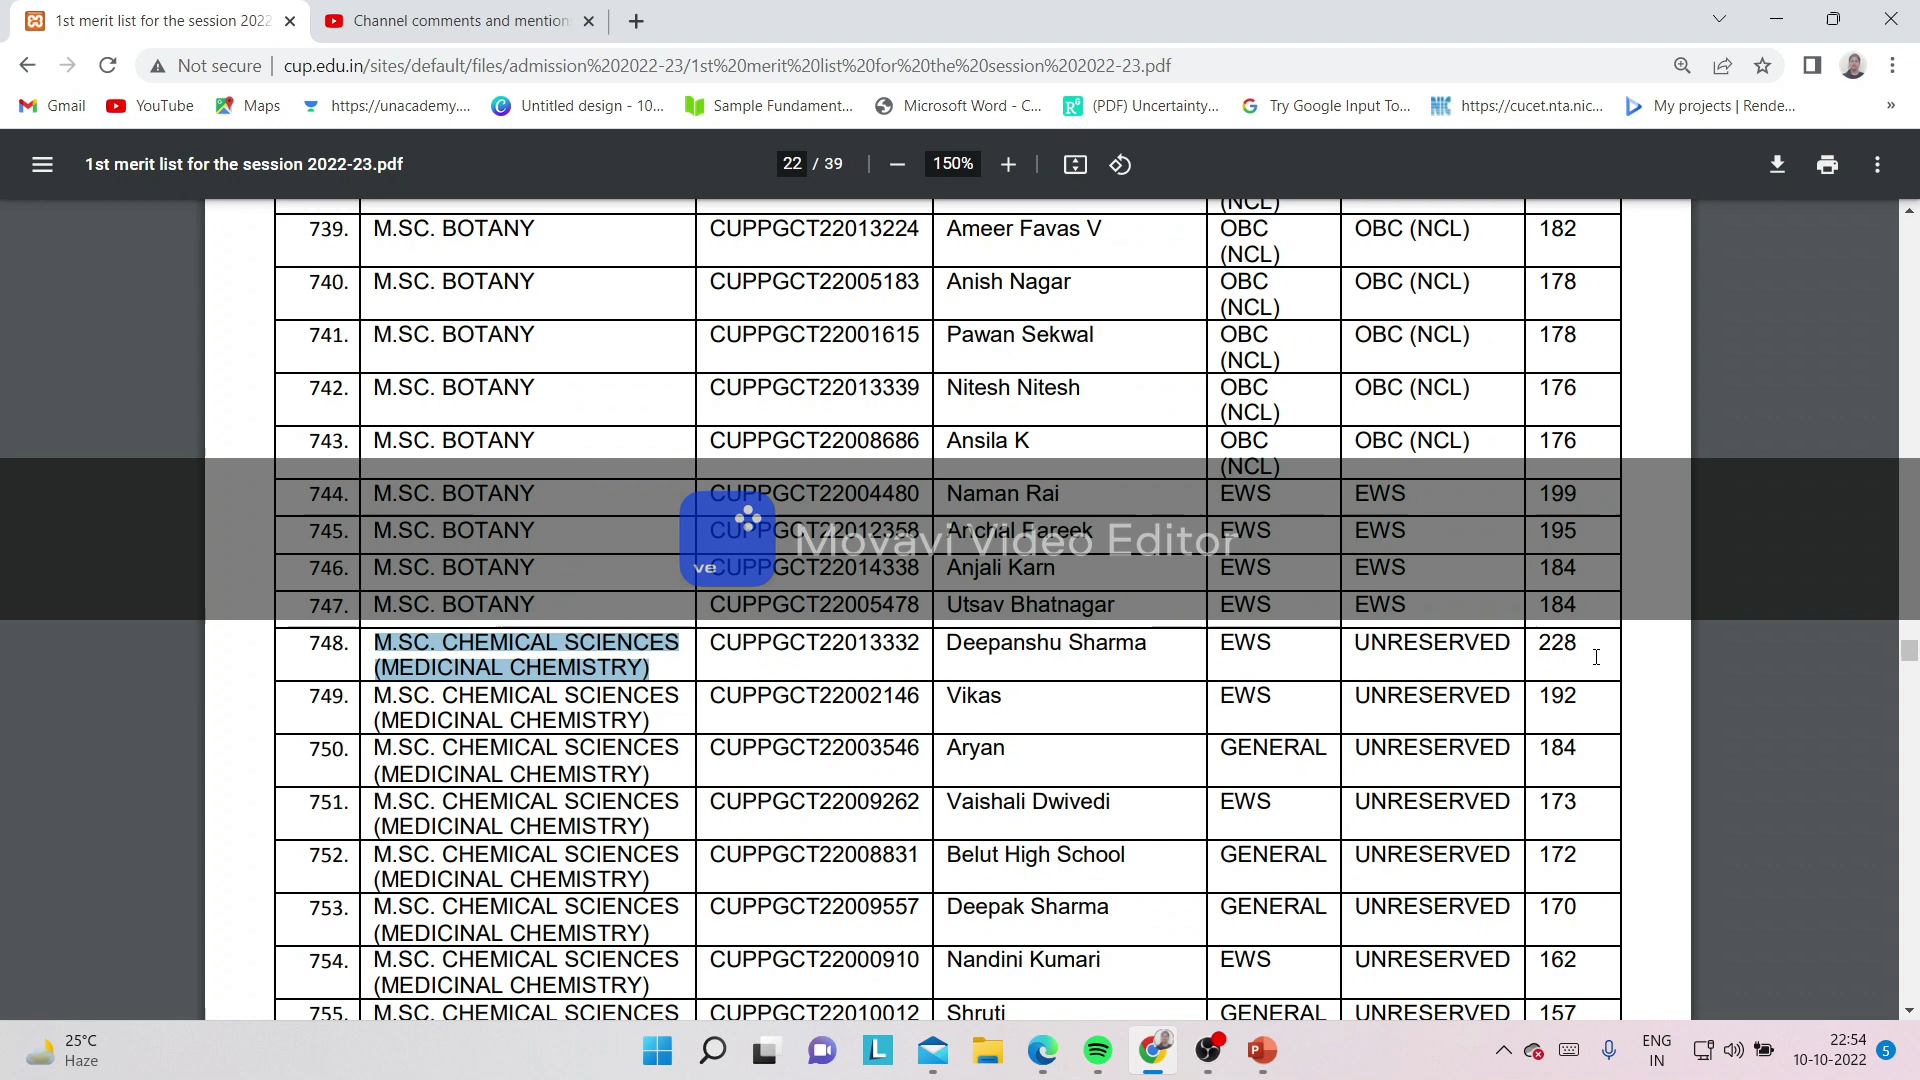 1st merit list for the session 2022
Channel comments and mention
Not secure
cup.edu.in/sites/default/files/admission%202022-23/1st%20merit%20list%20for%20the%20session%202022-23.pdf
Gmail
YouTube
Maps
https://unacademy....
Untitled design - 10...
Sample Fundament...
Microsoft Word - C...
(PDF) Uncertainty...
Try Google Input To...
https://cucet.nta.nic...
My projects | Rende...
»
1st merit list for the session 2022-23.pdf
22 / 39
150%
(NCL)
739. M.SC. BOTANY CUPPGCT22013224 Ameer Favas V OBC (NCL) OBC (NCL) 182
740. M.SC. BOTANY CUPPGCT22005183 Anish Nagar OBC (NCL) OBC (NCL) 178
741. M.SC. BOTANY CUPPGCT22001615 Pawan Sekwal OBC (NCL) OBC (NCL) 178
742. M.SC. BOTANY CUPPGCT22013339 Nitesh Nitesh OBC (NCL) OBC (NCL) 176
743. M.SC. BOTANY CUPPGCT22008686 Ansila K OBC (NCL) OBC (NCL) 176
744. M.SC. BOTANY CUPPGCT22004480 Naman Rai EWS EWS 199
745. M.SC. BOTANY CUPPGCT22012358 Anchal Pareek EWS EWS 195
746. M.SC. BOTANY CUPPGCT22014338 Anjali Karn EWS EWS 184
747. M.SC. BOTANY CUPPGCT22005478 Utsav Bhatnagar EWS EWS 184
ve
Movavi Video Editor
748. M.SC. CHEMICAL SCIENCES (MEDICINAL CHEMISTRY) CUPPGCT22013332 Deepanshu Sharma EWS UNRESERVED 228
749. M.SC. CHEMICAL SCIENCES (MEDICINAL CHEMISTRY) CUPPGCT22002146 Vikas EWS UNRESERVED 192
750. M.SC. CHEMICAL SCIENCES (MEDICINAL CHEMISTRY) CUPPGCT22003546 Aryan GENERAL UNRESERVED 184
751. M.SC. CHEMICAL SCIENCES (MEDICINAL CHEMISTRY) CUPPGCT22009262 Vaishali Dwivedi EWS UNRESERVED 173
752. M.SC. CHEMICAL SCIENCES (MEDICINAL CHEMISTRY) CUPPGCT22008831 Belut High School GENERAL UNRESERVED 172
753. M.SC. CHEMICAL SCIENCES (MEDICINAL CHEMISTRY) CUPPGCT22009557 Deepak Sharma GENERAL UNRESERVED 170
754. M.SC. CHEMICAL SCIENCES (MEDICINAL CHEMISTRY) CUPPGCT22000910 Nandini Kumari EWS UNRESERVED 162
755. M.SC. CHEMICAL SCIENCES CUPPGCT22010012 Shruti GENERAL UNRESERVED 157
25°C
Haze
ENG
IN
22:54
10-10-2022
5